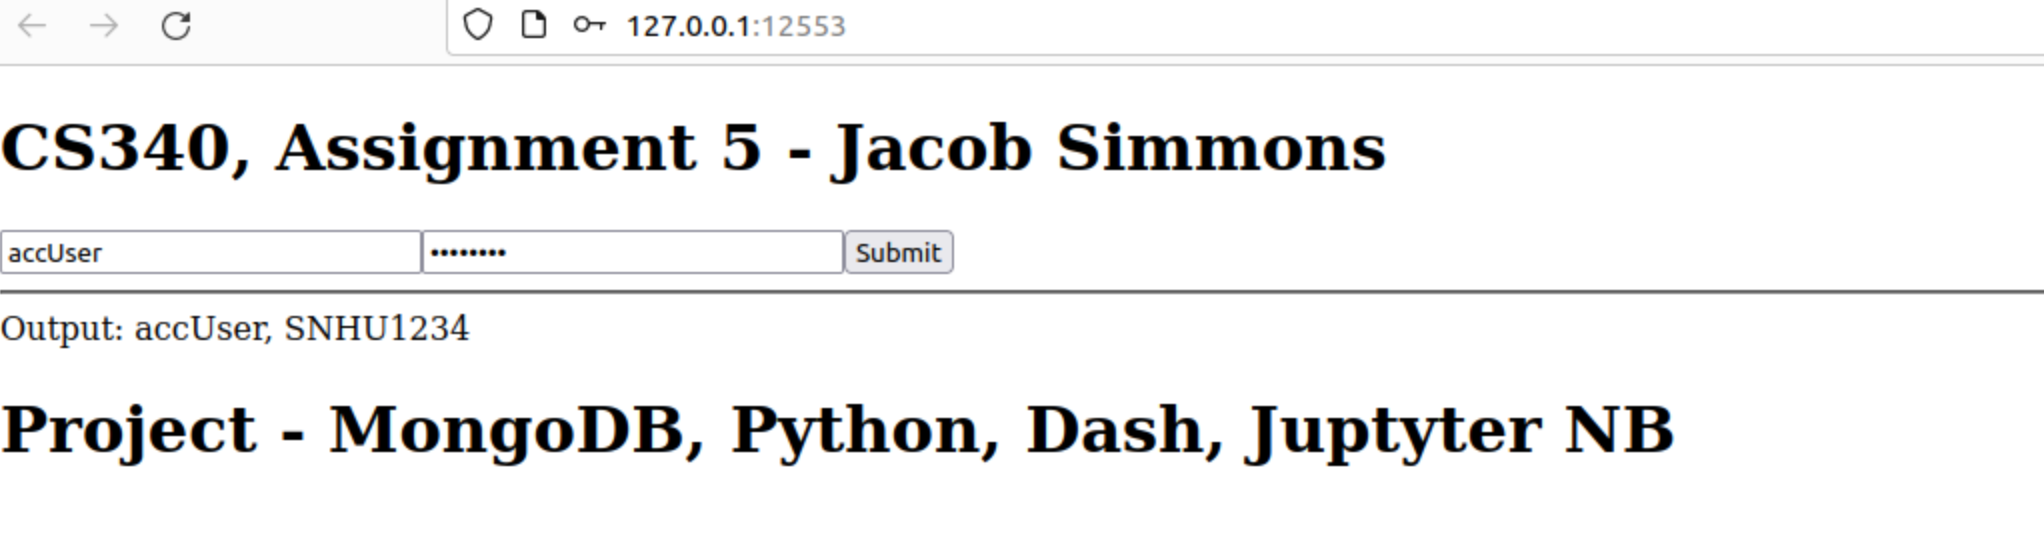 127.0.0.1:12553
CS340, Assignment 5 - Jacob Simmons
accUser •••••••• Submit
Output: accUser, SNHU1234
Project - MongoDB, Python, Dash, Juptyter NB